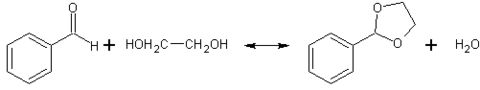 O
H + HOH₂C—CH₂OH ⟷ O O + H₂O